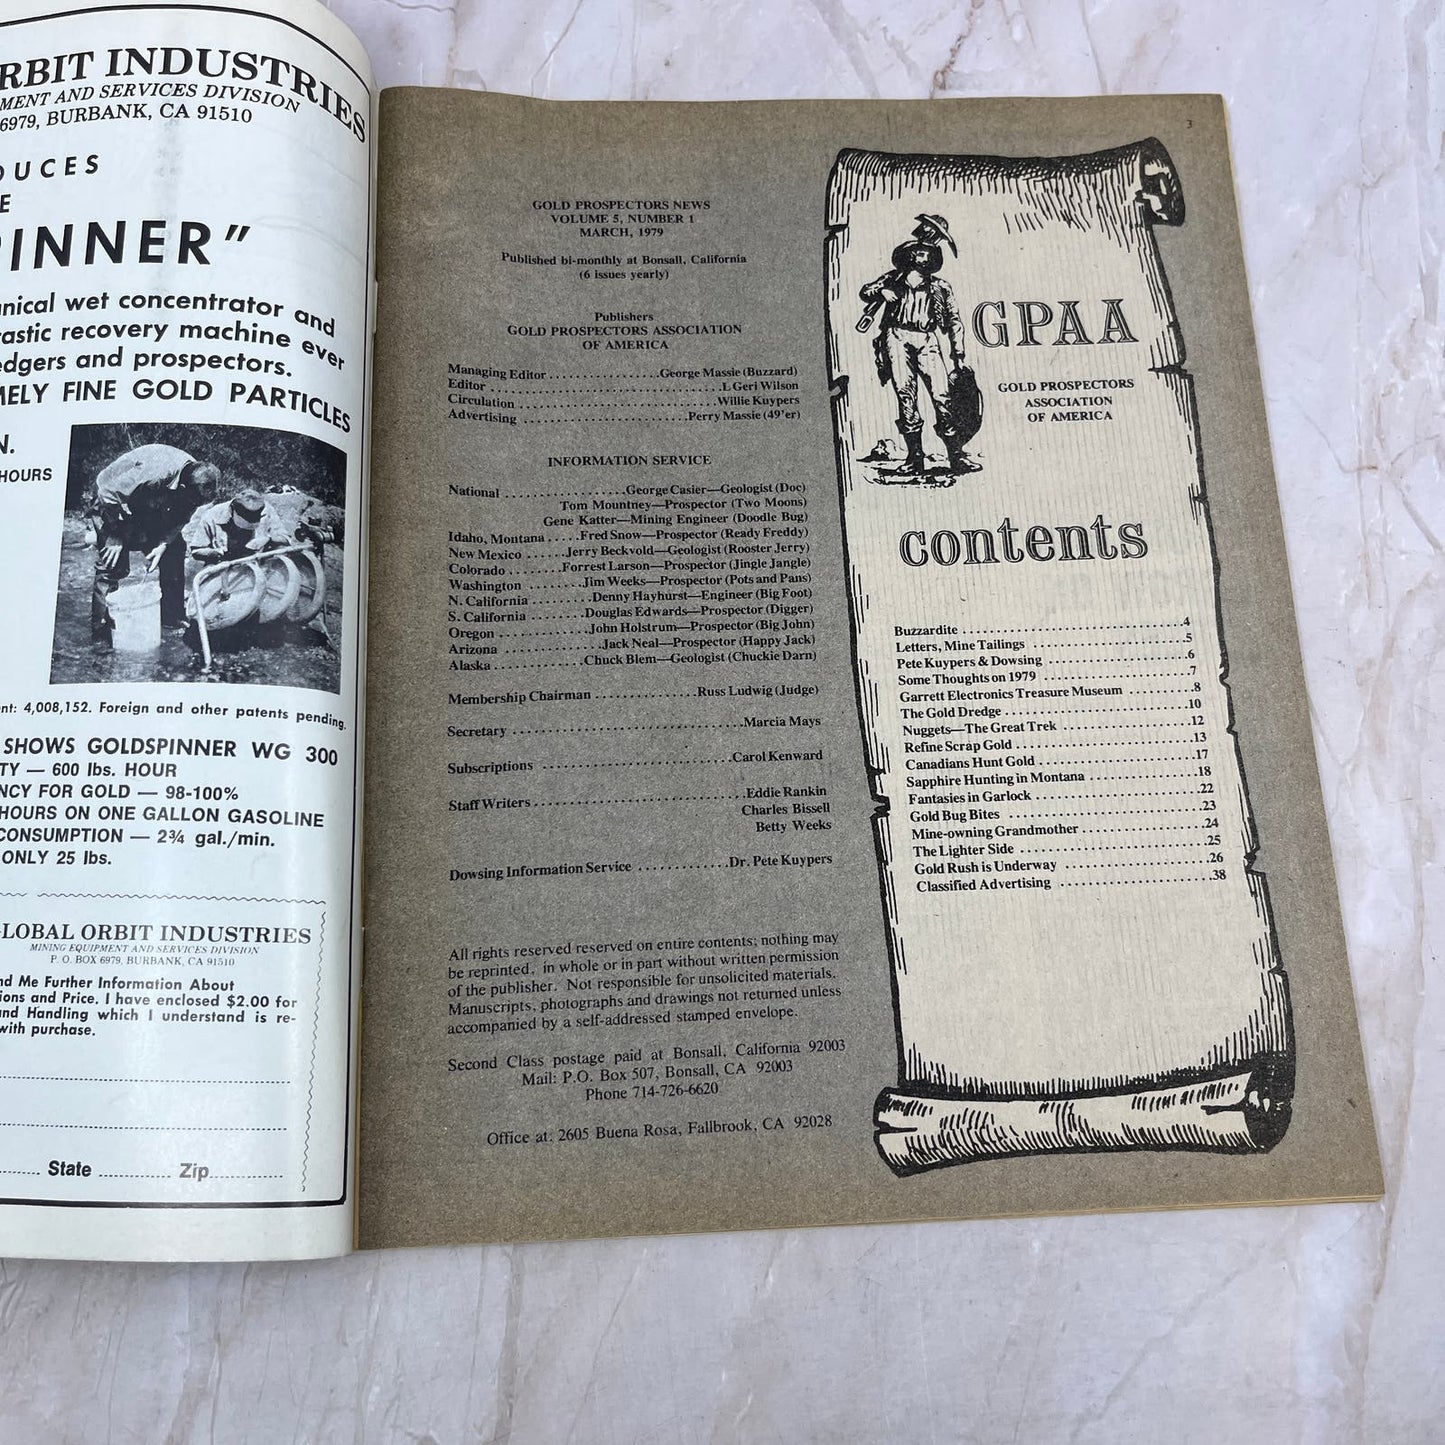 RBIT INDUSTRIES
MENT AND SERVICES DIVISION
6979, BURBANK, CA 91510
DUCES
E
PINNER"
anical wet concentrator and
rastic recovery machine ever
edgers and prospectors.
MELY FINE GOLD PARTICLES
N.
HOURS
nt: 4,008,152. Foreign and other patents pending.
SHOWS GOLDSPINNER WG 300
TY — 600 lbs. HOUR
NCY FOR GOLD — 98-100%
HOURS ON ONE GALLON GASOLINE
CONSUMPTION — 2¾ gal./min.
ONLY 25 lbs.
LOBAL ORBIT INDUSTRIES
MINING EQUIPMENT AND SERVICES DIVISION
P. O. BOX 6979, BURBANK, CA 91510
nd Me Further Information About
ions and Price. I have enclosed $2.00 for
and Handling which I understand is re-
with purchase.
State Zip
3
GOLD PROSPECTORS NEWS
VOLUME 5, NUMBER 1
MARCH, 1979
Published bi-monthly at Bonsall, California
(6 issues yearly)
Publishers
GOLD PROSPECTORS ASSOCIATION
OF AMERICA
Managing Editor ................George Massie (Buzzard)
Editor ..................................L Geri Wilson
Circulation .............................Willie Kuypers
Advertising ........................Perry Massie (49'er)
INFORMATION SERVICE
National ..................George Casier—Geologist (Doc)
Tom Mountney—Prospector (Two Moons)
Gene Katter—Mining Engineer (Doodle Bug)
Idaho, Montana .....Fred Snow—Prospector (Ready Freddy)
New Mexico ......Jerry Beckvold—Geologist (Rooster Jerry)
Colorado ........Forrest Larson—Prospector (Jingle Jangle)
Washington ........Jim Weeks—Prospector (Pots and Pans)
N. California .........Denny Hayhurst—Engineer (Big Foot)
S. California ........Douglas Edwards—Prospector (Digger)
Oregon .............John Holstrum—Prospector (Big John)
Arizona ...............Jack Neal—Prospector (Happy Jack)
Alaska .............Chuck Blem—Geologist (Chuckie Darn)
Membership Chairman ...............Russ Ludwig (Judge)
Secretary ..................................Marcia Mays
Subscriptions ............................Carol Kenward
Staff Writers ...............................Eddie Rankin
Charles Bissell
Betty Weeks
Dowsing Information Service .............Dr. Pete Kuypers
All rights reserved reserved on entire contents; nothing may
be reprinted, in whole or in part without written permission
of the publisher. Not responsible for unsolicited materials.
Manuscripts, photographs and drawings not returned unless
accompanied by a self-addressed stamped envelope.
Second Class postage paid at Bonsall, California 92003
Mail: P.O. Box 507, Bonsall, CA 92003
Phone 714-726-6620
Office at: 2605 Buena Rosa, Fallbrook, CA 92028
GPAA
GOLD PROSPECTORS
ASSOCIATION
OF AMERICA
contents
Buzzardite ................................4
Letters, Mine Tailings .......................5
Pete Kuypers & Dowsing ....................6
Some Thoughts on 1979 ......................7
Garrett Electronics Treasure Museum .........8
The Gold Dredge ..........................10
Nuggets—The Great Trek ..................12
Refine Scrap Gold .........................13
Canadians Hunt Gold ......................17
Sapphire Hunting in Montana ...............18
Fantasies in Garlock .......................22
Gold Bug Bites ...........................23
Mine-owning Grandmother .................24
The Lighter Side ..........................25
Gold Rush is Underway ....................26
Classified Advertising .....................38